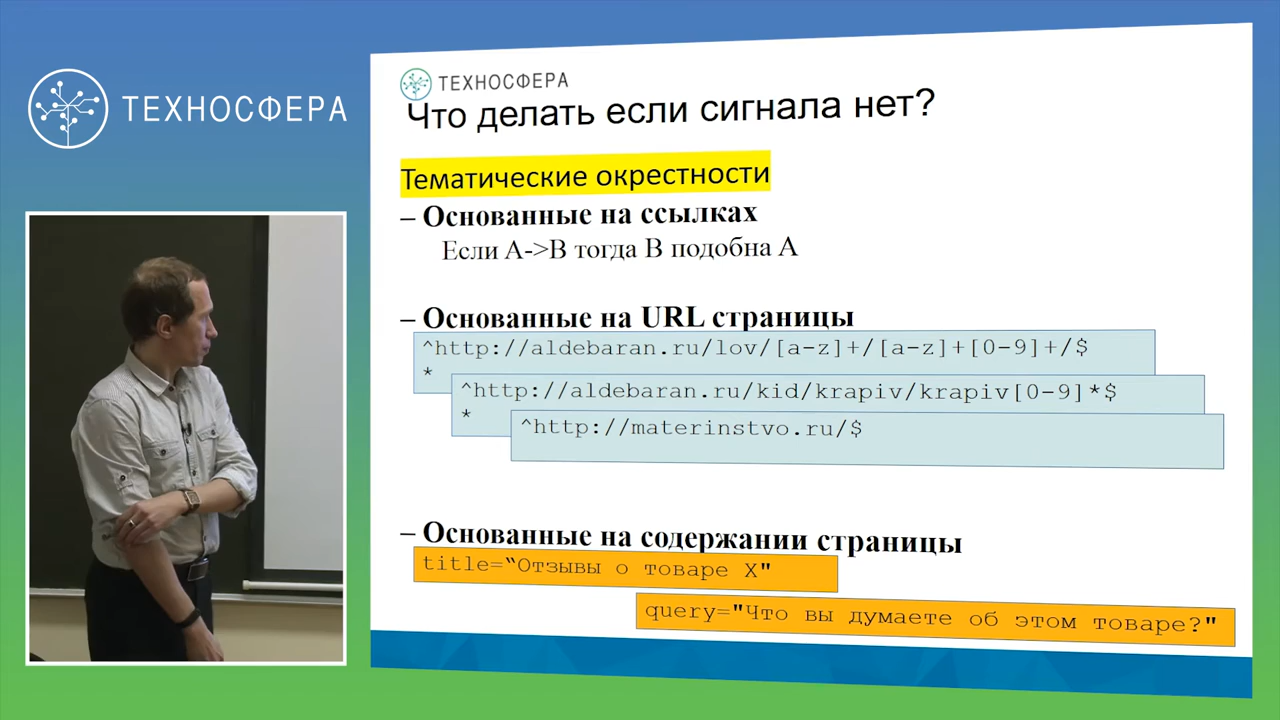 ТЕХНОСФЕРА
ТЕХНОСФЕРА
Что делать если сигнала нет?
Тематические окрестности
– Основанные на ссылках
Если A->B тогда B подобна A
– Основанные на URL страницы
^http://aldebaran.ru/lov/[a-z]+/[a-z]+[0-9]+/$
*
^http://aldebaran.ru/kid/krapiv/krapiv[0-9]*$
*
^http://materinstvo.ru/$
– Основанные на содержании страницы
title=“Отзывы о товаре X"
query="Что вы думаете об этом товаре?"